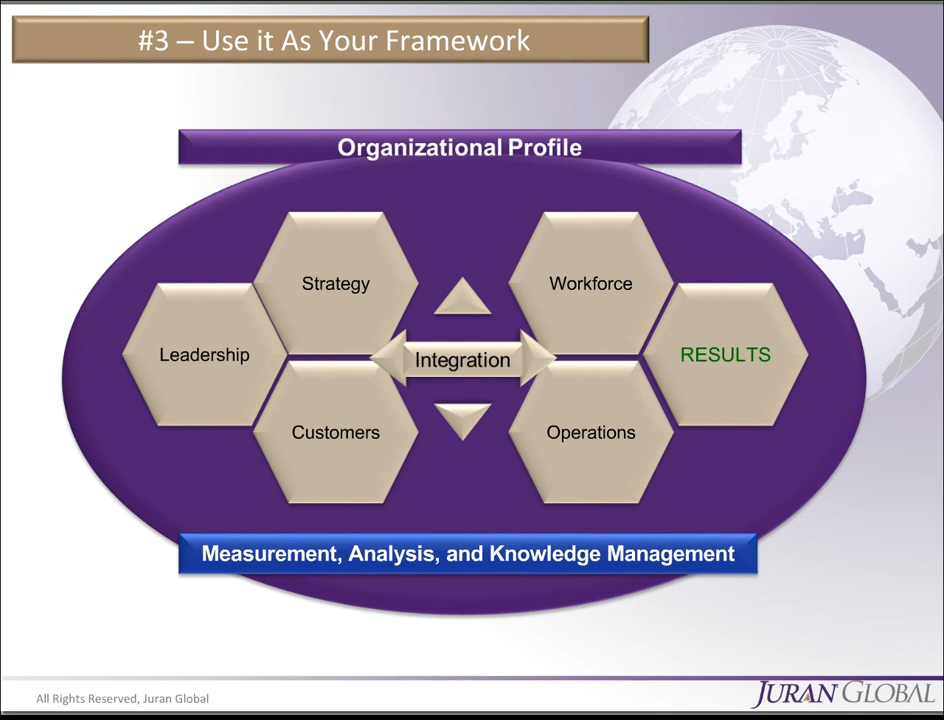 #3 – Use it As Your Framework
Organizational Profile
Strategy
Workforce
Leadership
Integration
RESULTS
Customers
Operations
Measurement, Analysis, and Knowledge Management
All Rights Reserved, Juran Global
JURAN GLOBAL